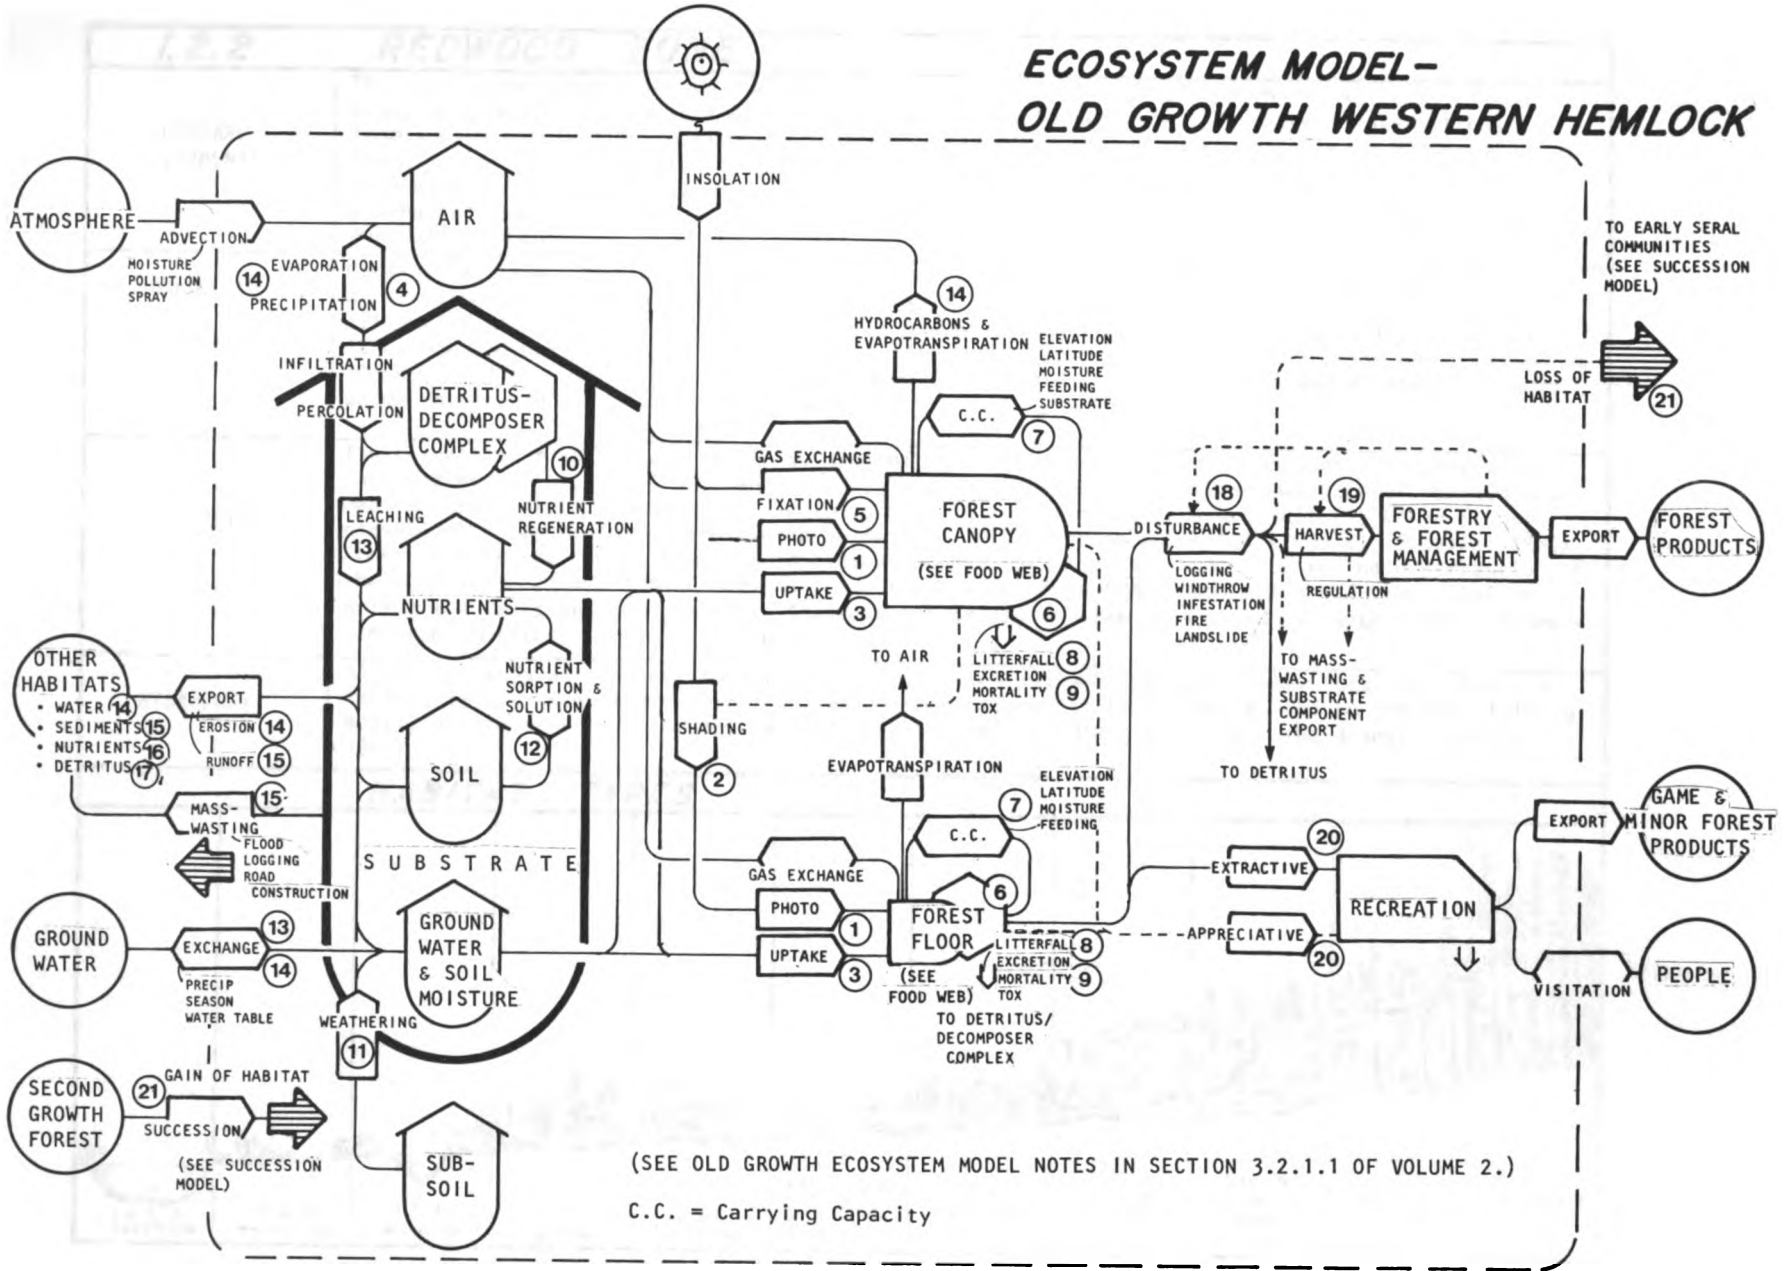 ECOSYSTEM MODEL-
OLD GROWTH WESTERN HEMLOCK
INSOLATION
ATMOSPHERE
ADVECTION
MOISTURE
POLLUTION
SPRAY
AIR
14
EVAPORATION
PRECIPITATION
4
INFILTRATION
PERCOLATION
DETRITUS-
DECOMPOSER
COMPLEX
10
NUTRIENT
REGENERATION
LEACHING
13
NUTRIENTS
NUTRIENT
SORPTION &
SOLUTION
12
SOIL
SUBSTRATE
GROUND
WATER
& SOIL
MOISTURE
WEATHERING
11
SUB-
SOIL
OTHER
HABITATS
• WATER 14
• SEDIMENTS 15
• NUTRIENTS 16
• DETRITUS 17
EXPORT
EROSION 14
RUNOFF 15
15
MASS-
WASTING
FLOOD
LOGGING
ROAD
CONSTRUCTION
GROUND
WATER
EXCHANGE
13
14
PRECIP
SEASON
WATER TABLE
SECOND
GROWTH
FOREST
21
GAIN OF HABITAT
SUCCESSION
(SEE SUCCESSION
MODEL)
14
HYDROCARBONS &
EVAPOTRANSPIRATION
ELEVATION
LATITUDE
MOISTURE
FEEDING
SUBSTRATE
C.C.
7
GAS EXCHANGE
FIXATION
5
PHOTO
1
UPTAKE
3
FOREST
CANOPY
(SEE FOOD WEB)
6
LITTERFALL 8
EXCRETION
MORTALITY 9
TOX
TO AIR
SHADING
2
EVAPOTRANSPIRATION
ELEVATION
LATITUDE
MOISTURE
FEEDING
7
C.C.
GAS EXCHANGE
PHOTO
1
UPTAKE
3
FOREST
FLOOR
6
(SEE
FOOD WEB)
LITTERFALL 8
EXCRETION
MORTALITY 9
TOX
TO DETRITUS/
DECOMPOSER
COMPLEX
DISTURBANCE
18
LOGGING
WINDTHROW
INFESTATION
FIRE
LANDSLIDE
HARVEST
19
REGULATION
FORESTRY
& FOREST
MANAGEMENT
EXPORT
FOREST
PRODUCTS
TO MASS-
WASTING &
SUBSTRATE
COMPONENT
EXPORT
TO DETRITUS
TO EARLY SERAL
COMMUNITIES
(SEE SUCCESSION
MODEL)
LOSS OF
HABITAT
21
EXTRACTIVE
20
APPRECIATIVE
20
RECREATION
EXPORT
GAME &
MINOR FOREST
PRODUCTS
VISITATION
PEOPLE
(SEE OLD GROWTH ECOSYSTEM MODEL NOTES IN SECTION 3.2.1.1 OF VOLUME 2.)
C.C. = Carrying Capacity
1.2.2 REDWOOD